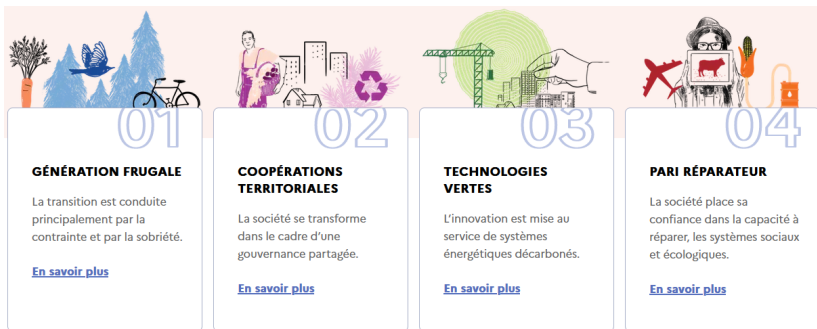 01
GÉNÉRATION FRUGALE
La transition est conduite
principalement par la
contrainte et par la sobriété.
En savoir plus
02
COOPÉRATIONS
TERRITORIALES
La société se transforme
dans le cadre d’une
gouvernance partagée.
En savoir plus
03
TECHNOLOGIES
VERTES
L’innovation est mise au
service de systèmes
énergétiques décarbonés.
En savoir plus
04
PARI RÉPARATEUR
La société place sa
confiance dans la capacité à
réparer, les systèmes sociaux
et écologiques.
En savoir plus